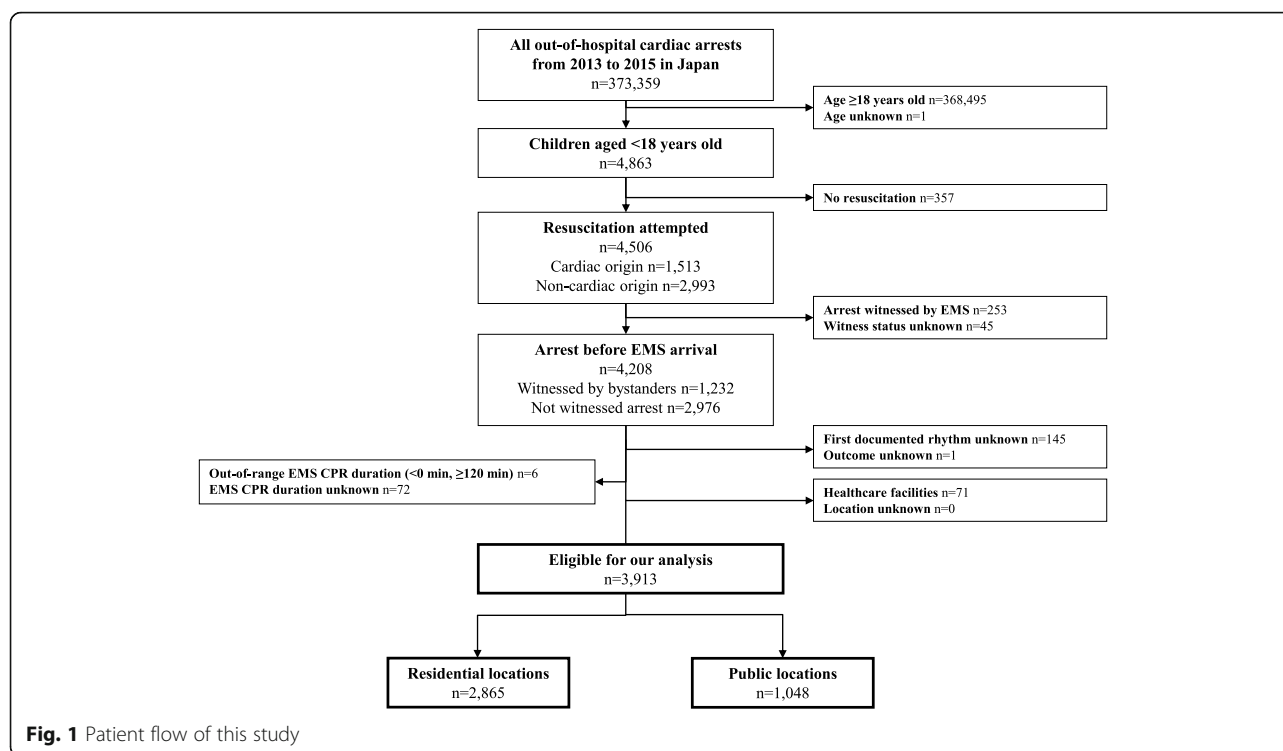 All out-of-hospital cardiac arrests
from 2013 to 2015 in Japan
n=373,359
Age ≥18 years old n=368,495
Age unknown n=1
Children aged <18 years old
n=4,863
No resuscitation n=357
Resuscitation attempted
n=4,506
Cardiac origin n=1,513
Non-cardiac origin n=2,993
Arrest witnessed by EMS n=253
Witness status unknown n=45
Arrest before EMS arrival
n=4,208
Witnessed by bystanders n=1,232
Not witnessed arrest n=2,976
First documented rhythm unknown n=145
Outcome unknown n=1
Out-of-range EMS CPR duration (<0 min, ≥120 min) n=6
EMS CPR duration unknown n=72
Healthcare facilities n=71
Location unknown n=0
Eligible for our analysis
n=3,913
Residential locations
n=2,865
Public locations
n=1,048
Fig. 1 Patient flow of this study